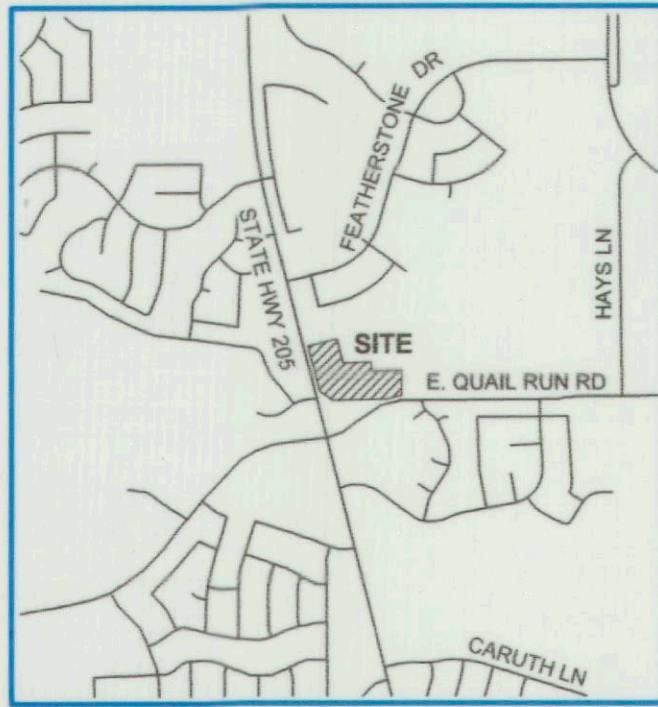 FEATHERSTONE DR
STATE HWY 205
HAYS LN
SITE
E. QUAIL RUN RD
CARUTH LN